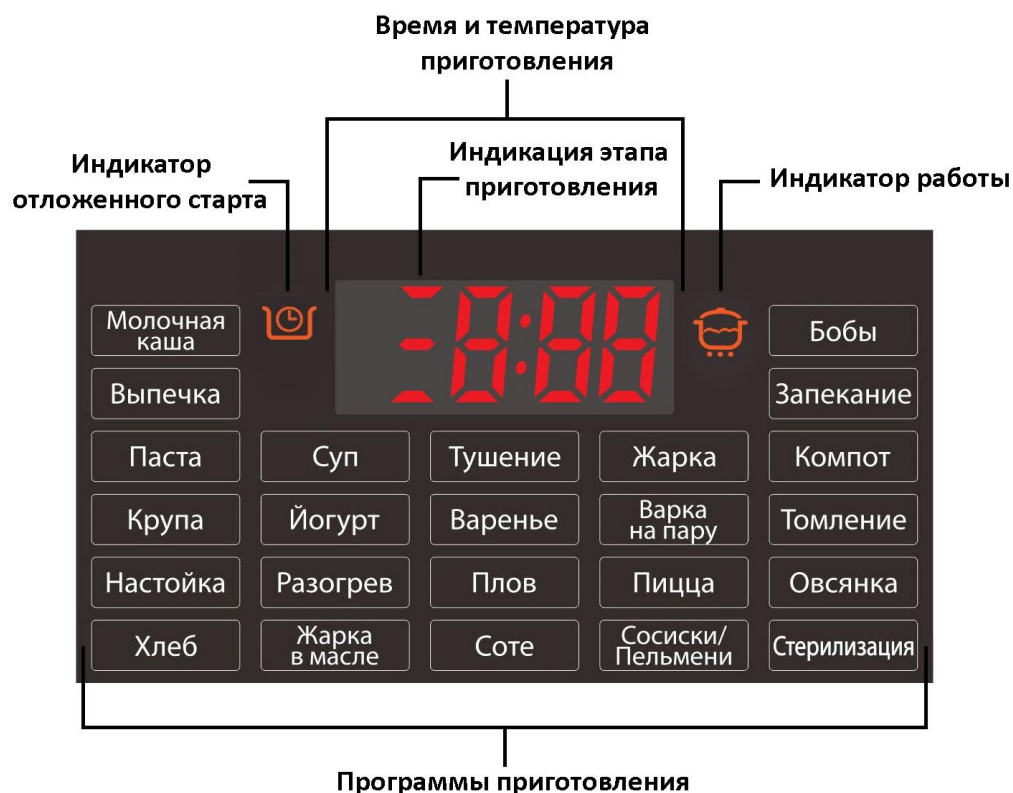 Время и температура
приготовления
Индикатор
отложенного старта
Индикация этапа
приготовления
Индикатор работы
8:88
Молочная
каша
Бобы
Выпечка
Запекание
Паста
Суп
Тушение
Жарка
Компот
Крупа
Йогурт
Варенье
Варка
на пару
Томление
Настойка
Разогрев
Плов
Пицца
Овсянка
Хлеб
Жарка
в масле
Соте
Сосиски/
Пельмени
Стерилизация
Программы приготовления